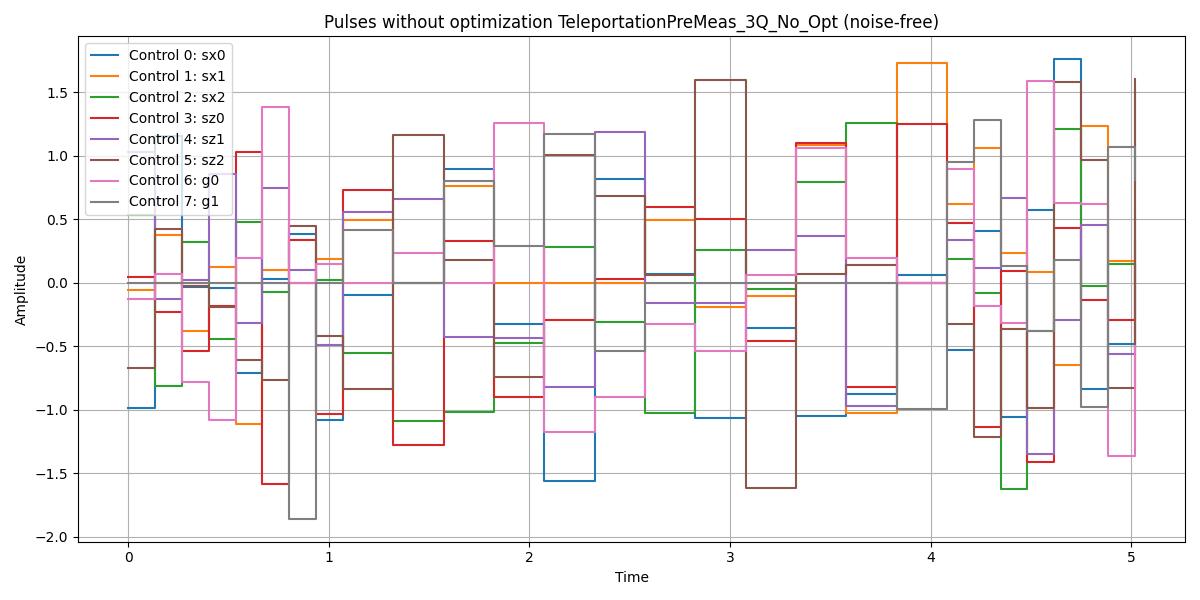 Pulses without optimization TeleportationPreMeas_3Q_No_Opt (noise-free)
Control 0: sx0
Control 1: sx1
Control 2: sx2
Control 3: sz0
Control 4: sz1
Control 5: sz2
Control 6: g0
Control 7: g1
Amplitude
1.5
1.0
0.5
0.0
−0.5
−1.0
−1.5
−2.0
0 1 2 3 4 5
Time